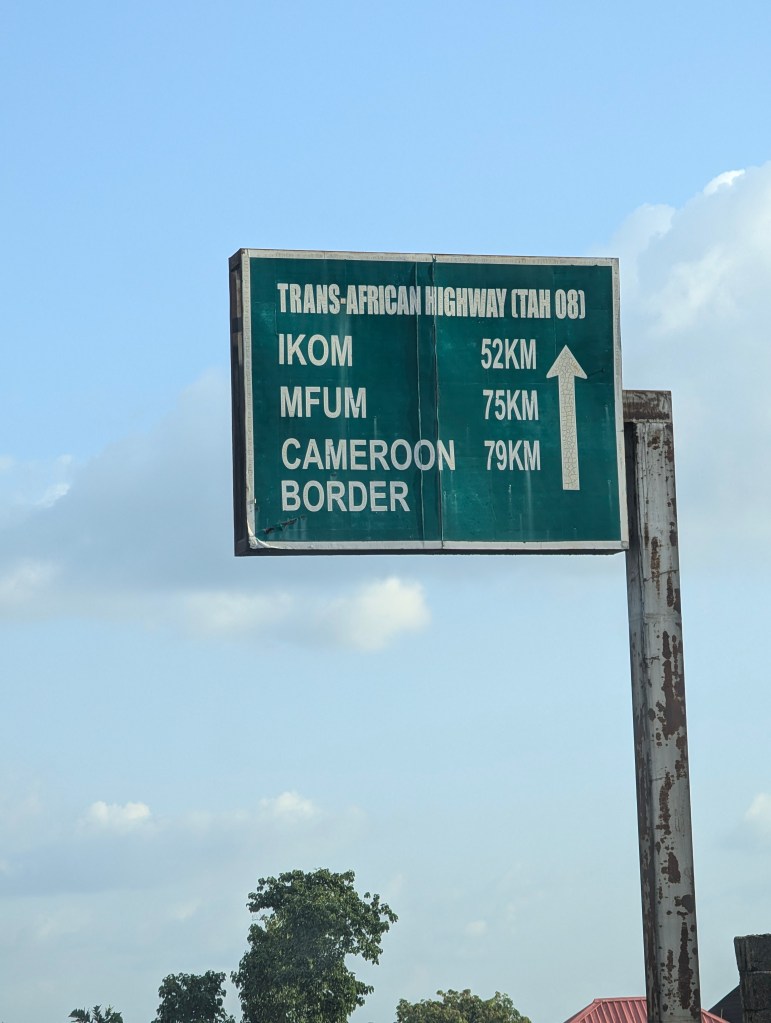 TRANS-AFRICAN HIGHWAY (TAH 08)
IKOM 52KM
MFUM 75KM
CAMEROON 79KM
BORDER